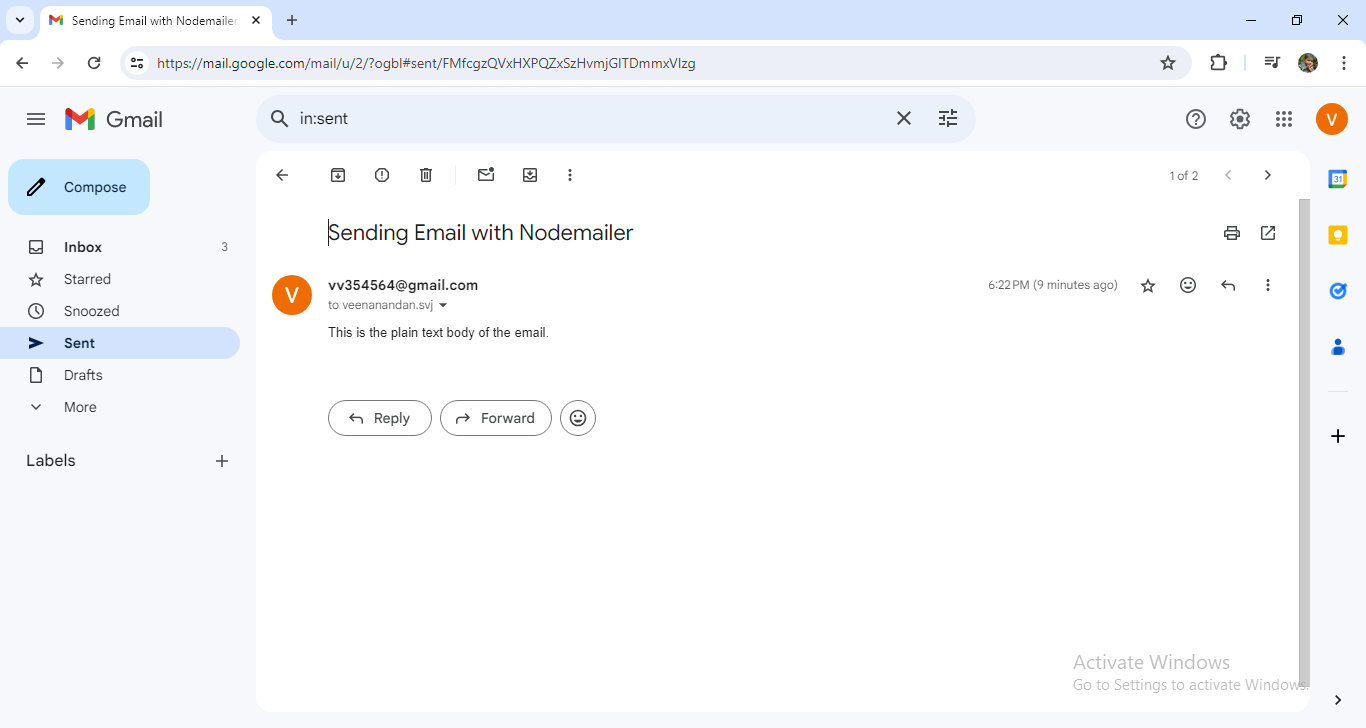 Sending Email with Nodemailer
https://mail.google.com/mail/u/2/?ogbl#sent/FMfcgzQVxHXPQZxSzHvmjGlTDmmxVlzg
Gmail
in:sent
V
Compose
1 of 2
31
Inbox 3
Starred
Snoozed
Sent
Drafts
More
Labels
Sending Email with Nodemailer
V
vv354564@gmail.com
6:22 PM (9 minutes ago)
to veenanandan.svj
This is the plain text body of the email.
Reply
Forward
Activate Windows
Go to Settings to activate Windows.